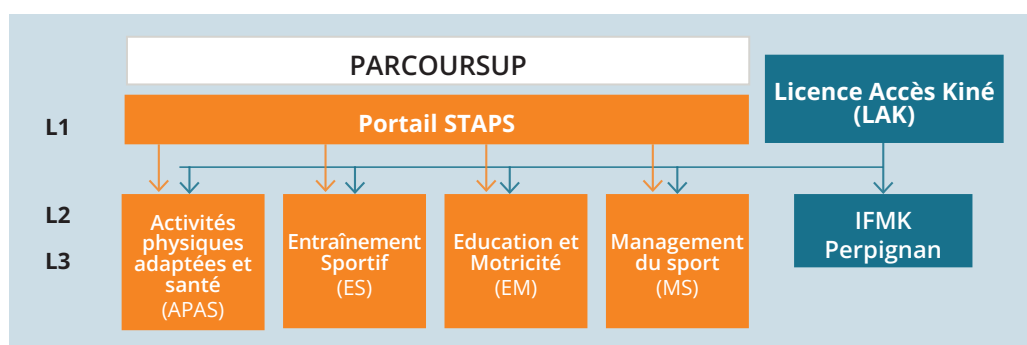 PARCOURSUP
Licence Accès Kiné
(LAK)
L1
Portail STAPS
L2
L3
Activités
physiques
adaptées et
santé
(APAS)
Entraînement
Sportif
(ES)
Education et
Motricité
(EM)
Management
du sport
(MS)
IFMK
Perpignan